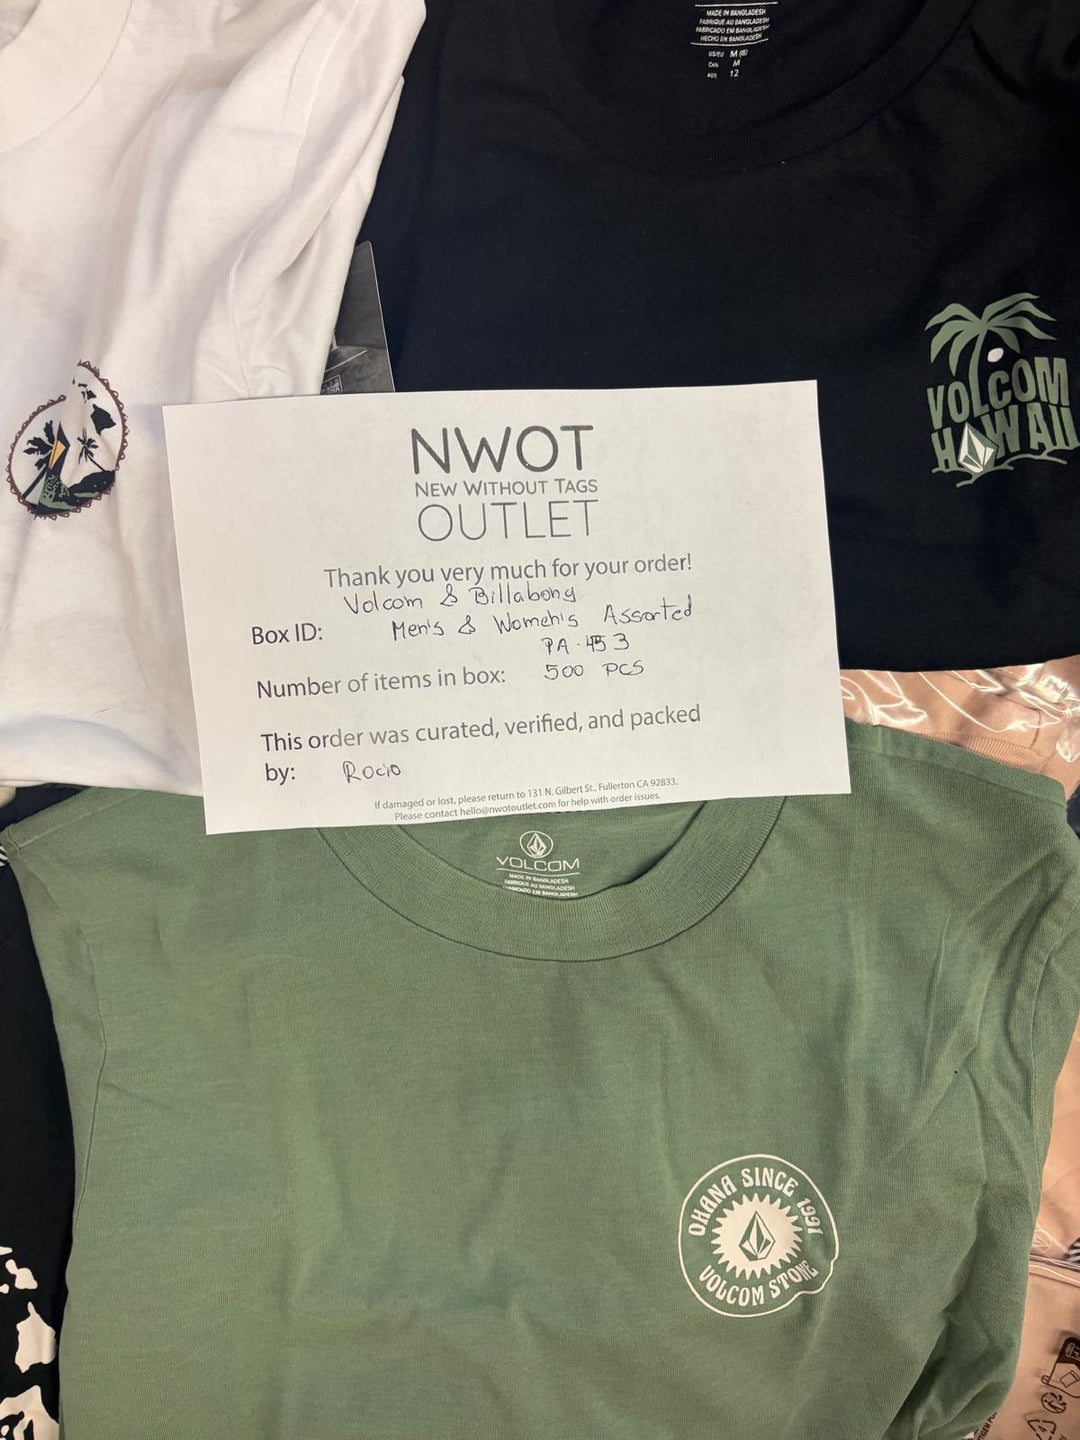 MADE IN BANGLADESH
FABRIQUE AU BANGLADESH
FABRICADO EM BANGLADESH
HECHO EN BANGLADESH
US/EU M (8)
CAN M
AUS 12
VOLCOM
HAWAII
NWOT
NEW WITHOUT TAGS
OUTLET
Thank you very much for your order!
Volcom & Billabong
Box ID: Men's & Women's Assorted
PA-453
Number of items in box: 500 PCS
This order was curated, verified, and packed
by: Rocio
If damaged or lost, please return to 131 N. Gilbert St., Fullerton CA 92833.
Please contact hello@nwotoutlet.com for help with order issues.
VOLCOM
MADE IN BANGLADESH
FABRIQUE AU BANGLADESH
FABRICADO EM BANGLADESH
OHANA SINCE 1991
VOLCOM STONE